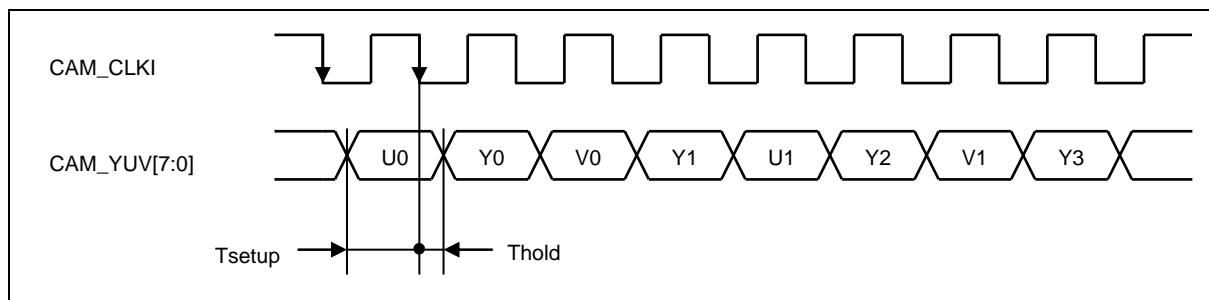 CAM_CLKI
CAM_YUV[7:0]
U0 Y0 V0 Y1 U1 Y2 V1 Y3
Tsetup Thold